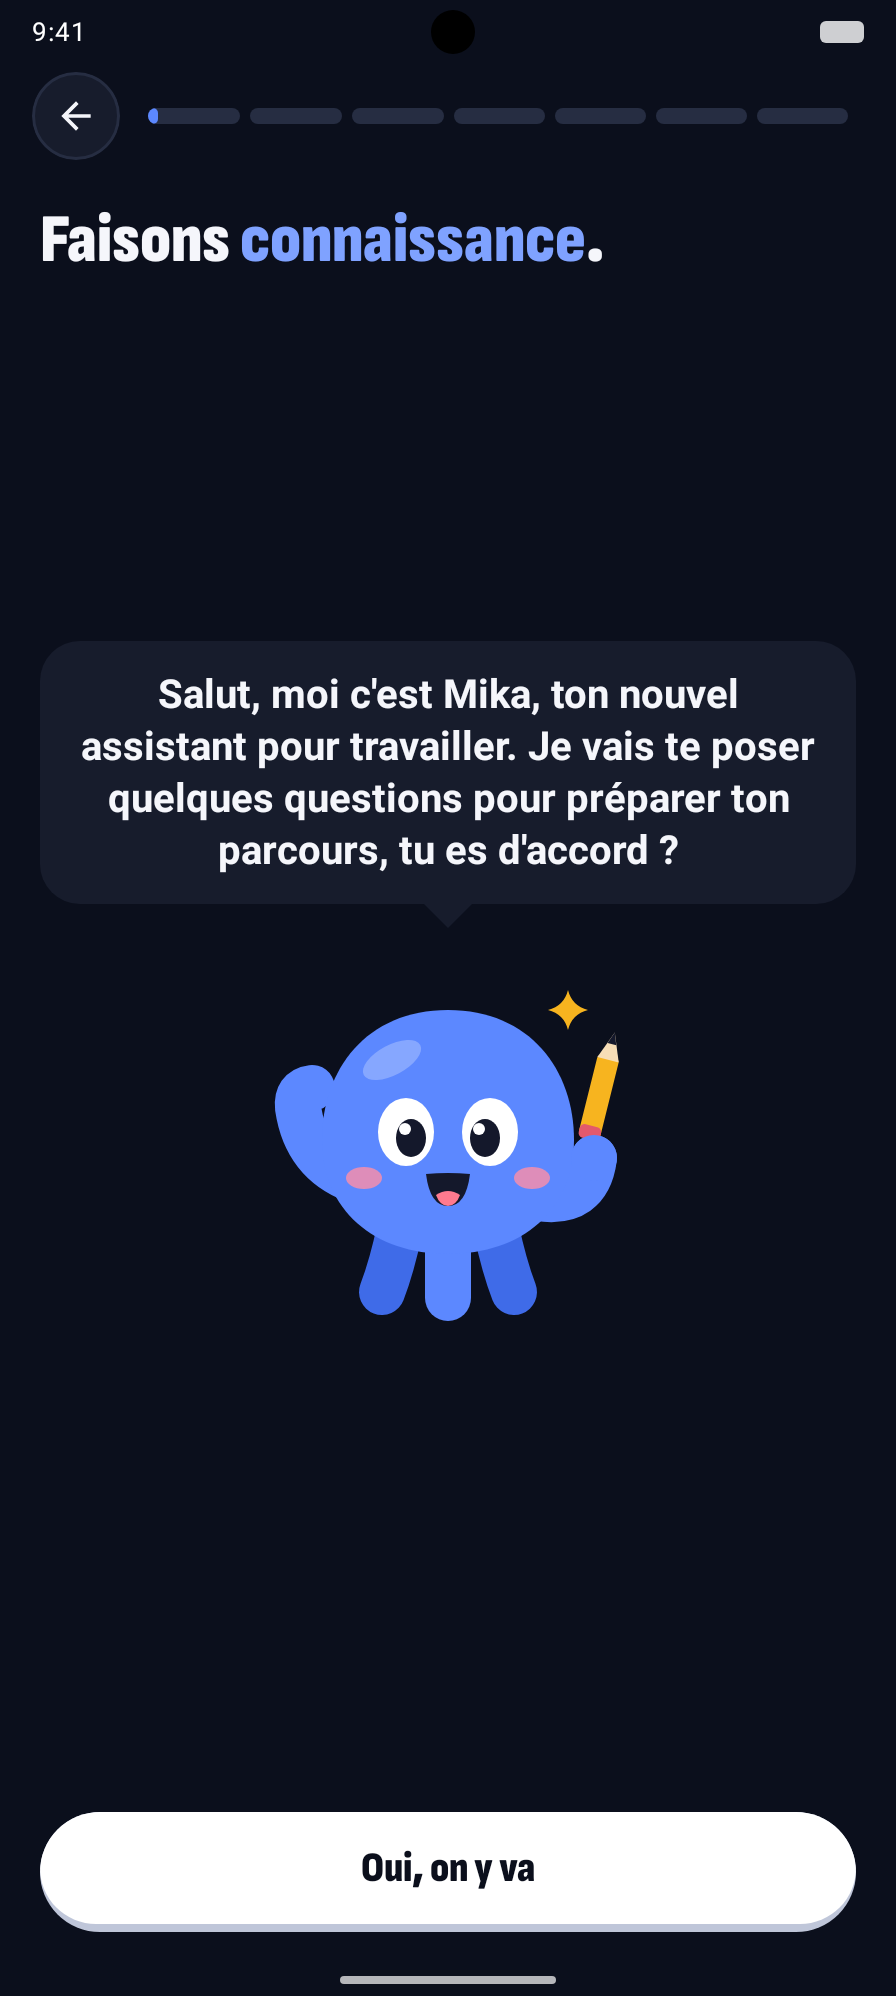 9:41
Faisons connaissance.
Salut, moi c'est Mika, ton nouvel
assistant pour travailler. Je vais te poser
quelques questions pour préparer ton
parcours, tu es d'accord ?
Oui, on y va